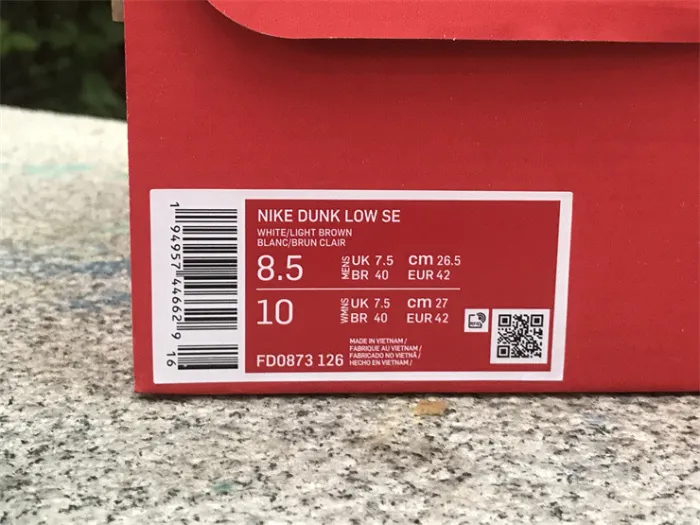 NIKE DUNK LOW SE
WHITE/LIGHT BROWN
BLANC/BRUN CLAIR
8.5 MENS UK 7.5 cm 26.5
BR 40 EUR 42
10 WMNS UK 7.5 cm 27
BR 40 EUR 42
FD0873 126
MADE IN VIETNAM /
FABRIQUE AU VIETNAM /
FABRICADO NO VIETNÃ /
HECHO EN VIETNAM /
1 94957 44662 9 16